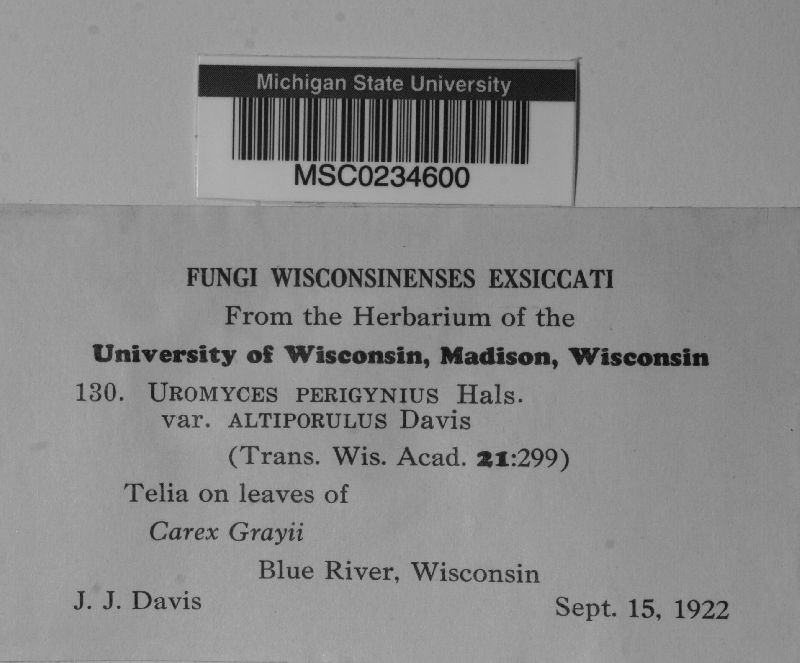 Michigan State University
MSC0234600
FUNGI WISCONSINENSES EXSICCATI
From the Herbarium of the
University of Wisconsin, Madison, Wisconsin
130. UROMYCES PERIGYNIUS Hals.
var. ALTIPORULUS Davis
(Trans. Wis. Acad. 21:299)
Telia on leaves of
Carex Grayii
Blue River, Wisconsin
J. J. Davis Sept. 15, 1922